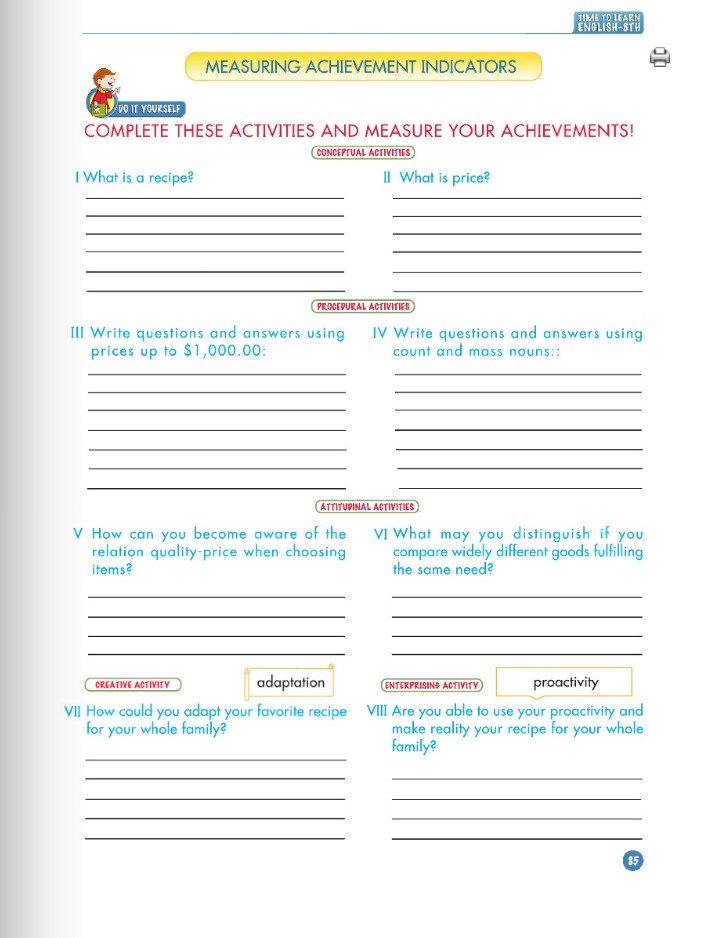 TIME TO LEARN
ENGLISH-8TH
MEASURING ACHIEVEMENT INDICATORS
DO IT YOURSELF
COMPLETE THESE ACTIVITIES AND MEASURE YOUR ACHIEVEMENTS!
CONCEPTUAL ACTIVITIES
I What is a recipe?
II What is price?
PROCEDURAL ACTIVITIES
III Write questions and answers using
prices up to $1,000.00:
IV Write questions and answers using
count and mass nouns::
ATTITUDINAL ACTIVITIES
V How can you become aware of the
relation quality-price when choosing
items?
VI What may you distinguish if you
compare widely different goods fulfilling
the same need?
CREATIVE ACTIVITY
adaptation
VII How could you adapt your favorite recipe
for your whole family?
ENTERPRISING ACTIVITY
proactivity
VIII Are you able to use your proactivity and
make reality your recipe for your whole
family?
85